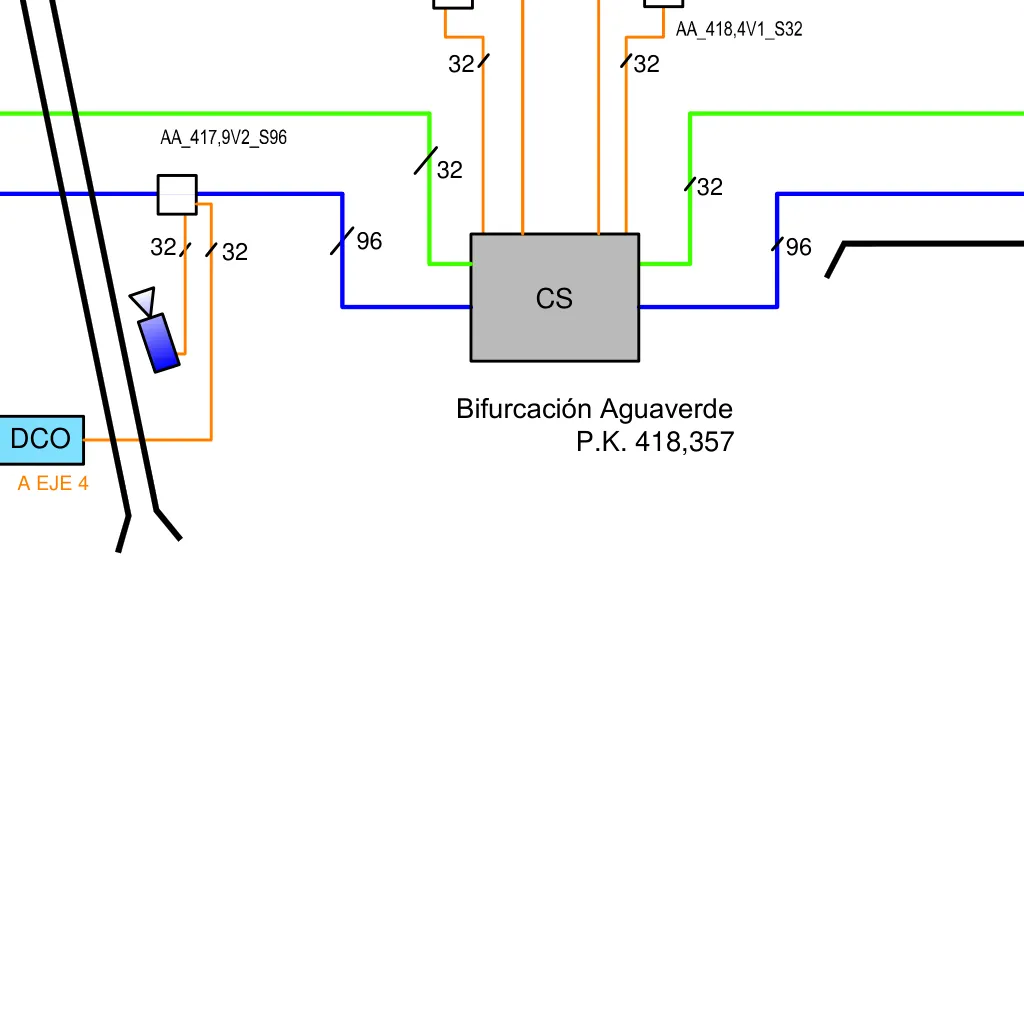 AA_418,4V1_S32
32
32
AA_417,9V2_S96
32
32
96
96
32
32
CS
Bifurcación Aguaverde
P.K. 418,357
DCO
A EJE 4